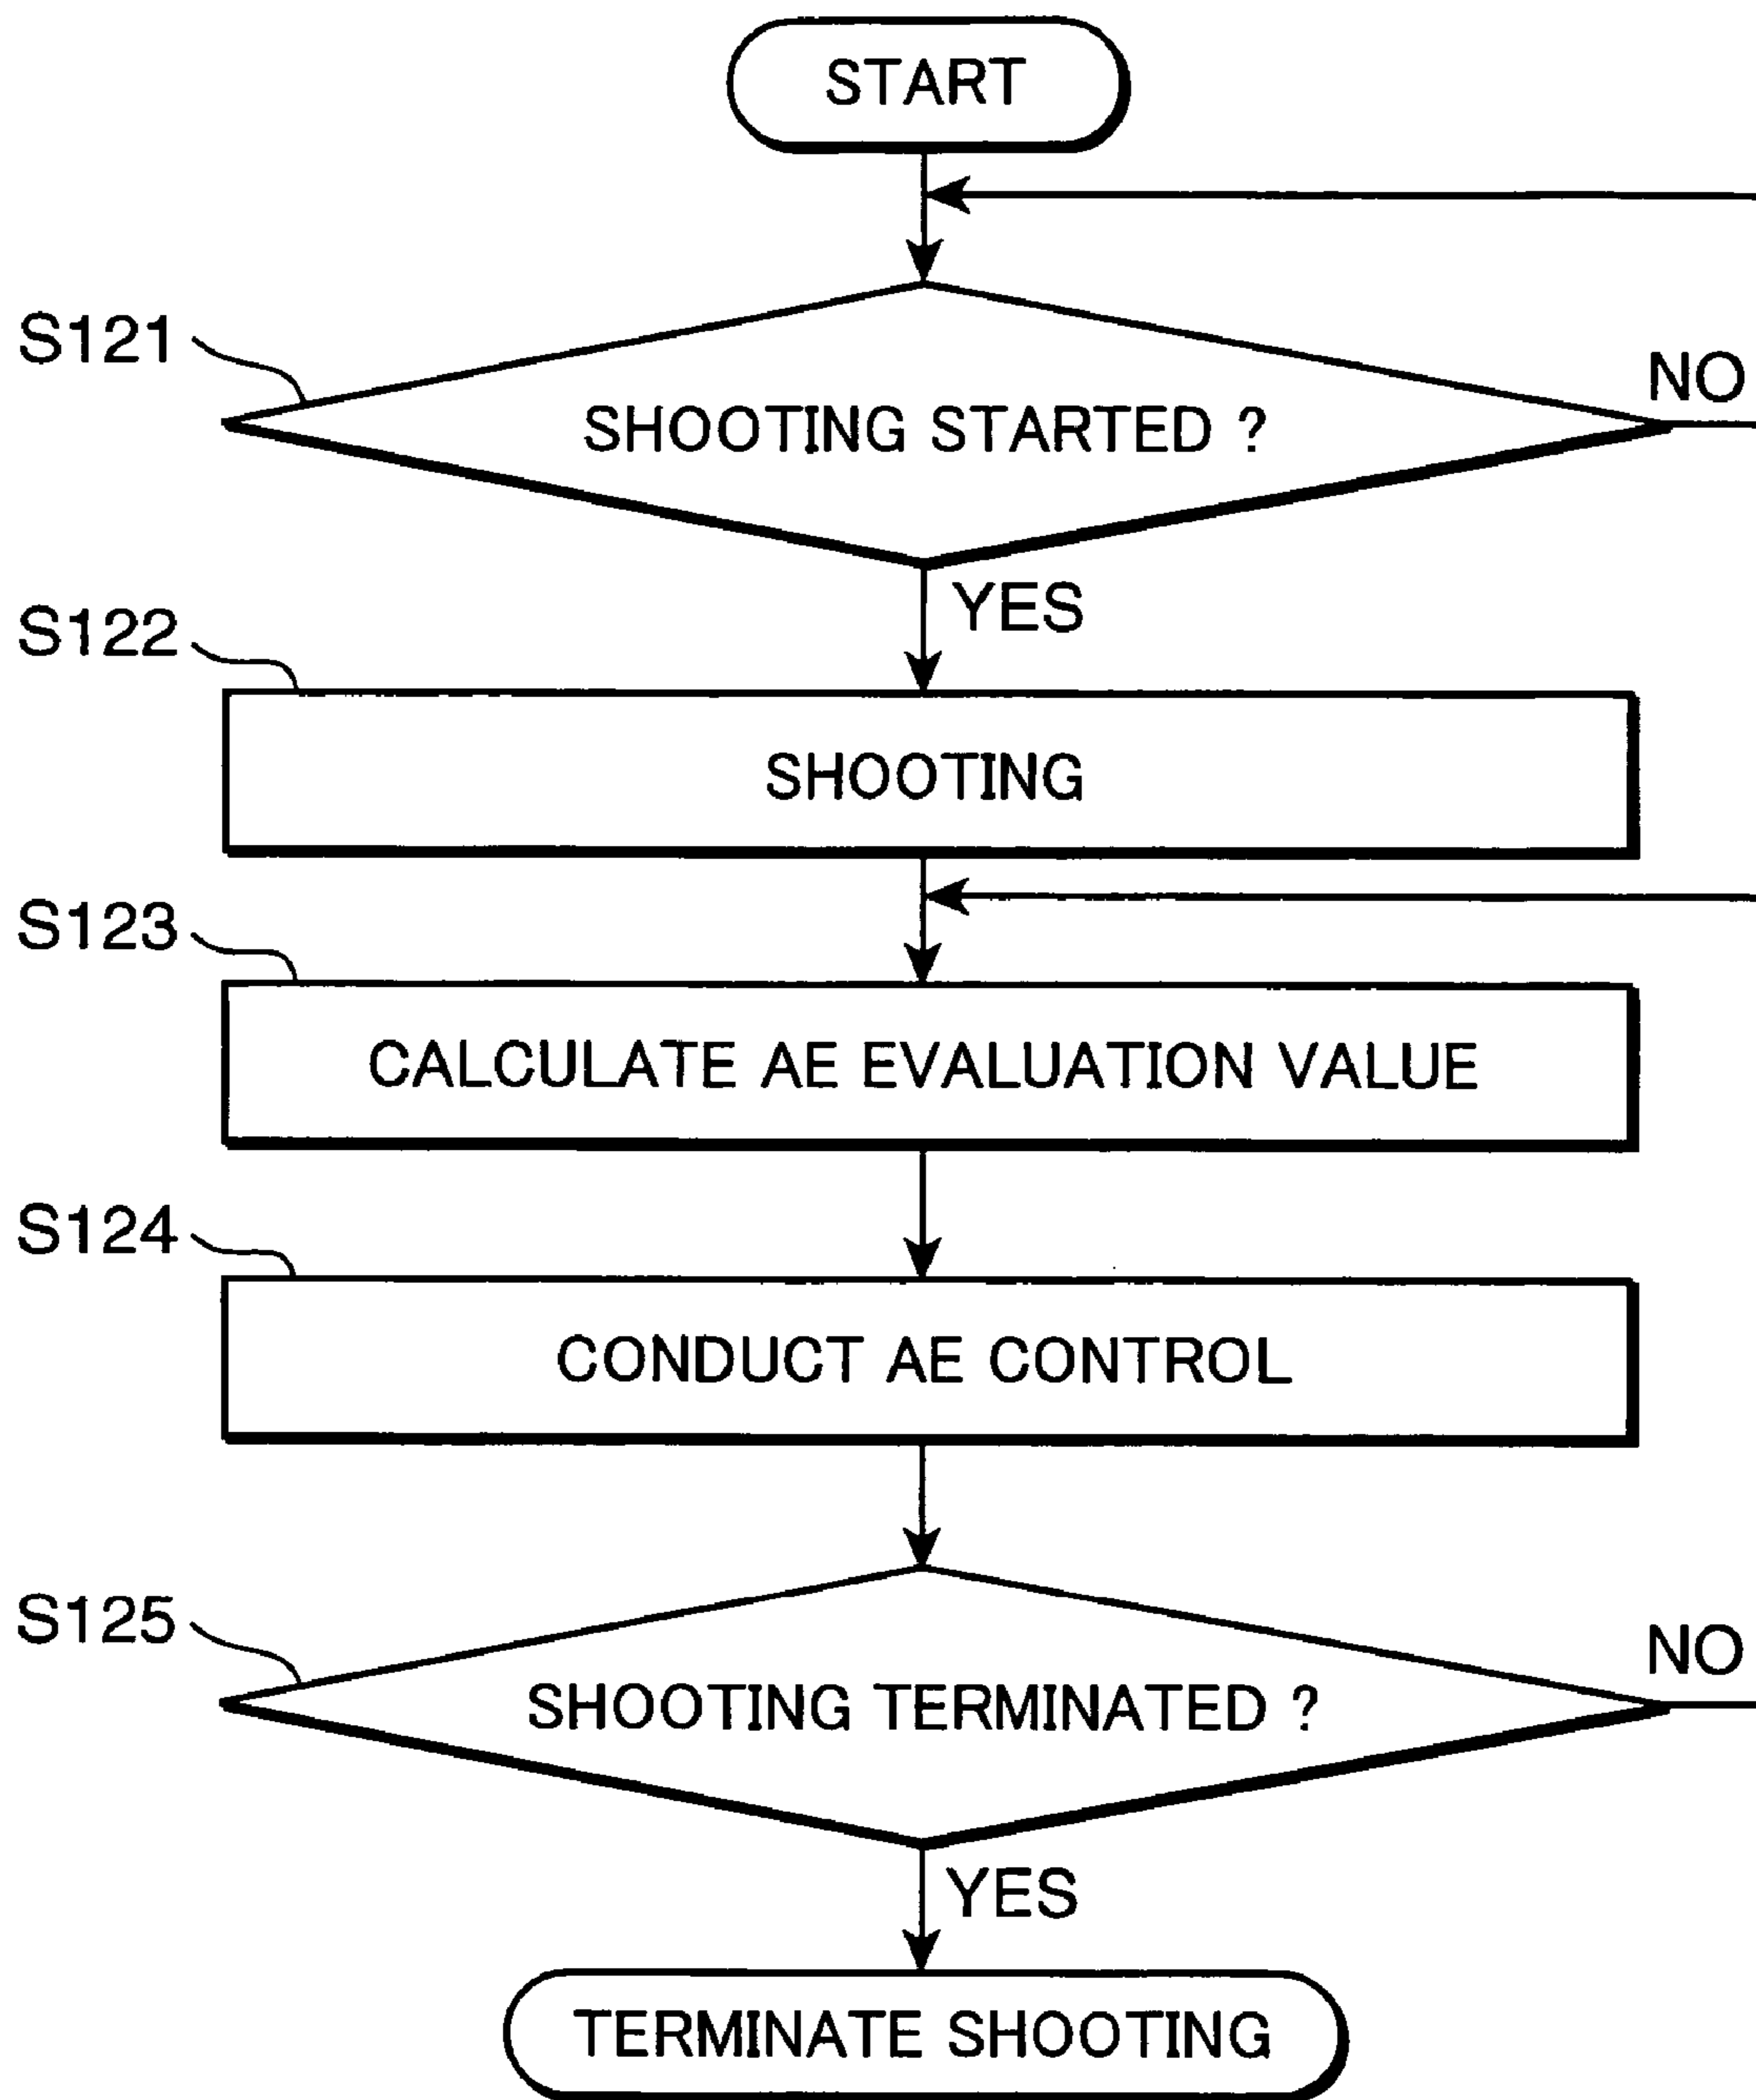 START
S121
SHOOTING STARTED ?
NO
YES
S122
SHOOTING
S123
CALCULATE AE EVALUATION VALUE
S124
CONDUCT AE CONTROL
S125
SHOOTING TERMINATED ?
NO
YES
TERMINATE SHOOTING